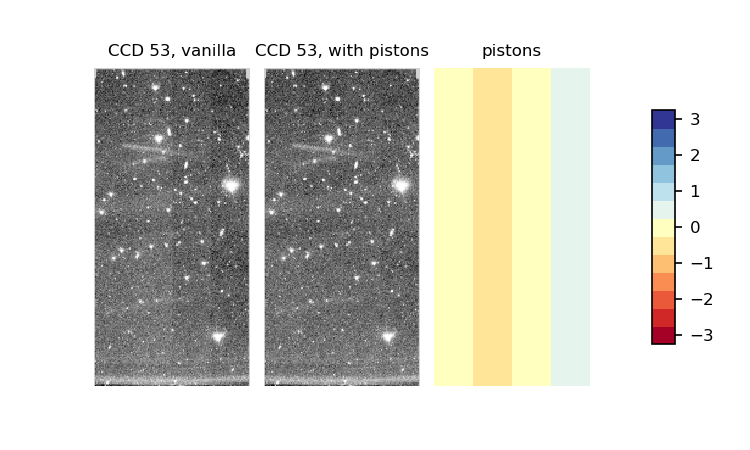 CCD 53, vanilla
CCD 53, with pistons
pistons
3
2
1
0
−1
−2
−3